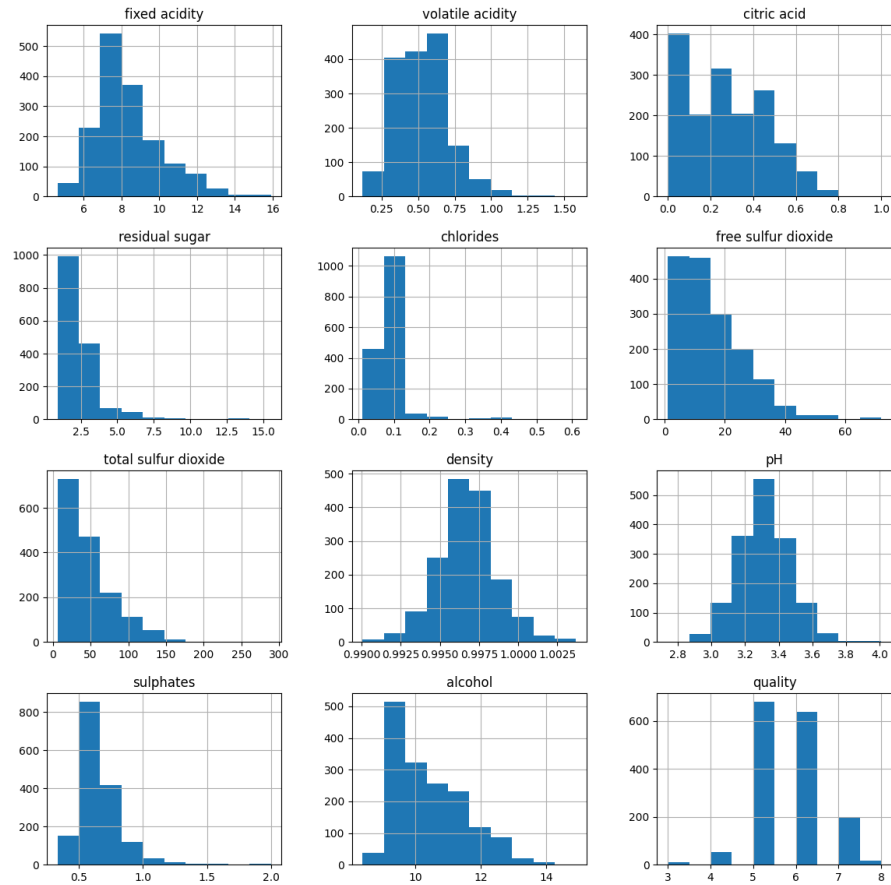 fixed acidity
500
400
300
200
100
0
6 8 10 12 14 16
volatile acidity
400
300
200
100
0
0.25 0.50 0.75 1.00 1.25 1.50
citric acid
400
300
200
100
0
0.0 0.2 0.4 0.6 0.8 1.0
residual sugar
1000
800
600
400
200
0
2.5 5.0 7.5 10.0 12.5 15.0
chlorides
1000
800
600
400
200
0
0.0 0.1 0.2 0.3 0.4 0.5 0.6
free sulfur dioxide
400
300
200
100
0
0 20 40 60
total sulfur dioxide
600
400
200
0
0 50 100 150 200 250 300
density
500
400
300
200
100
0
0.9900 0.9925 0.9950 0.9975 1.0000 1.0025
pH
500
400
300
200
100
0
2.8 3.0 3.2 3.4 3.6 3.8 4.0
sulphates
800
600
400
200
0
0.5 1.0 1.5 2.0
alcohol
500
400
300
200
100
0
10 12 14
quality
600
400
200
0
3 4 5 6 7 8